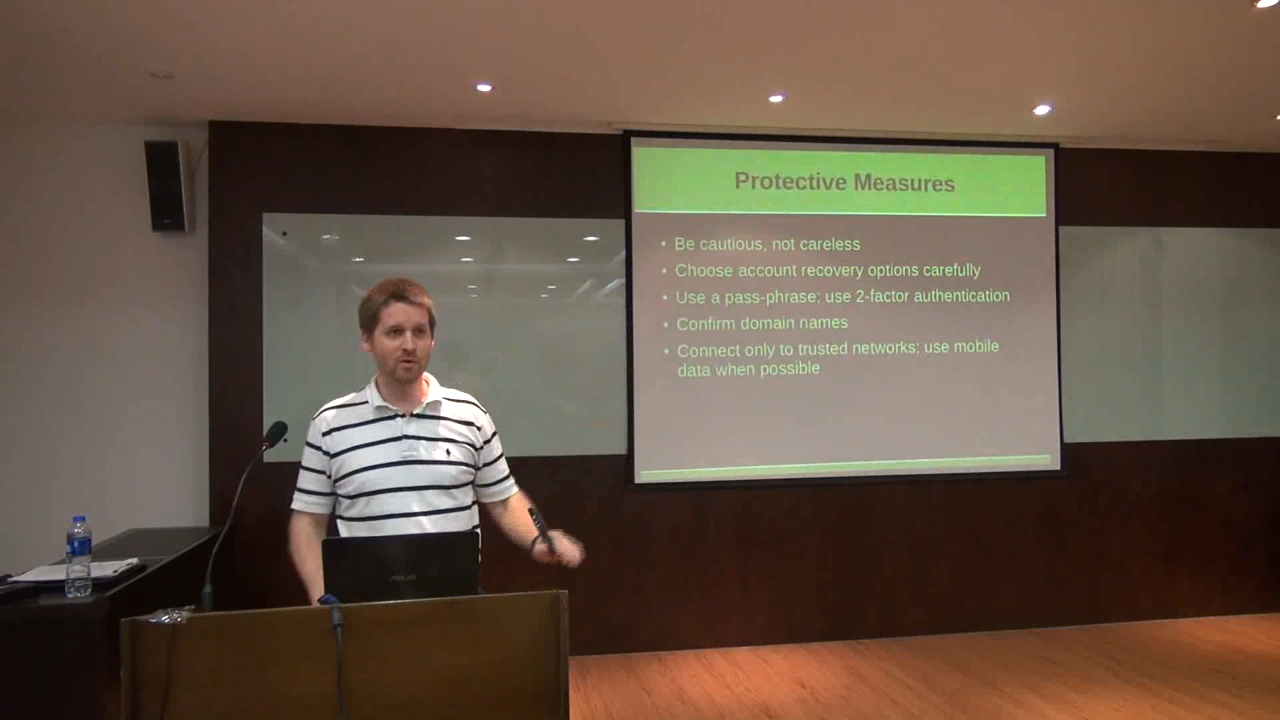 Protective Measures
• Be cautious, not careless
• Choose account recovery options carefully
• Use a pass-phrase; use 2-factor authentication
• Confirm domain names
• Connect only to trusted networks; use mobile
data when possible
ASUS